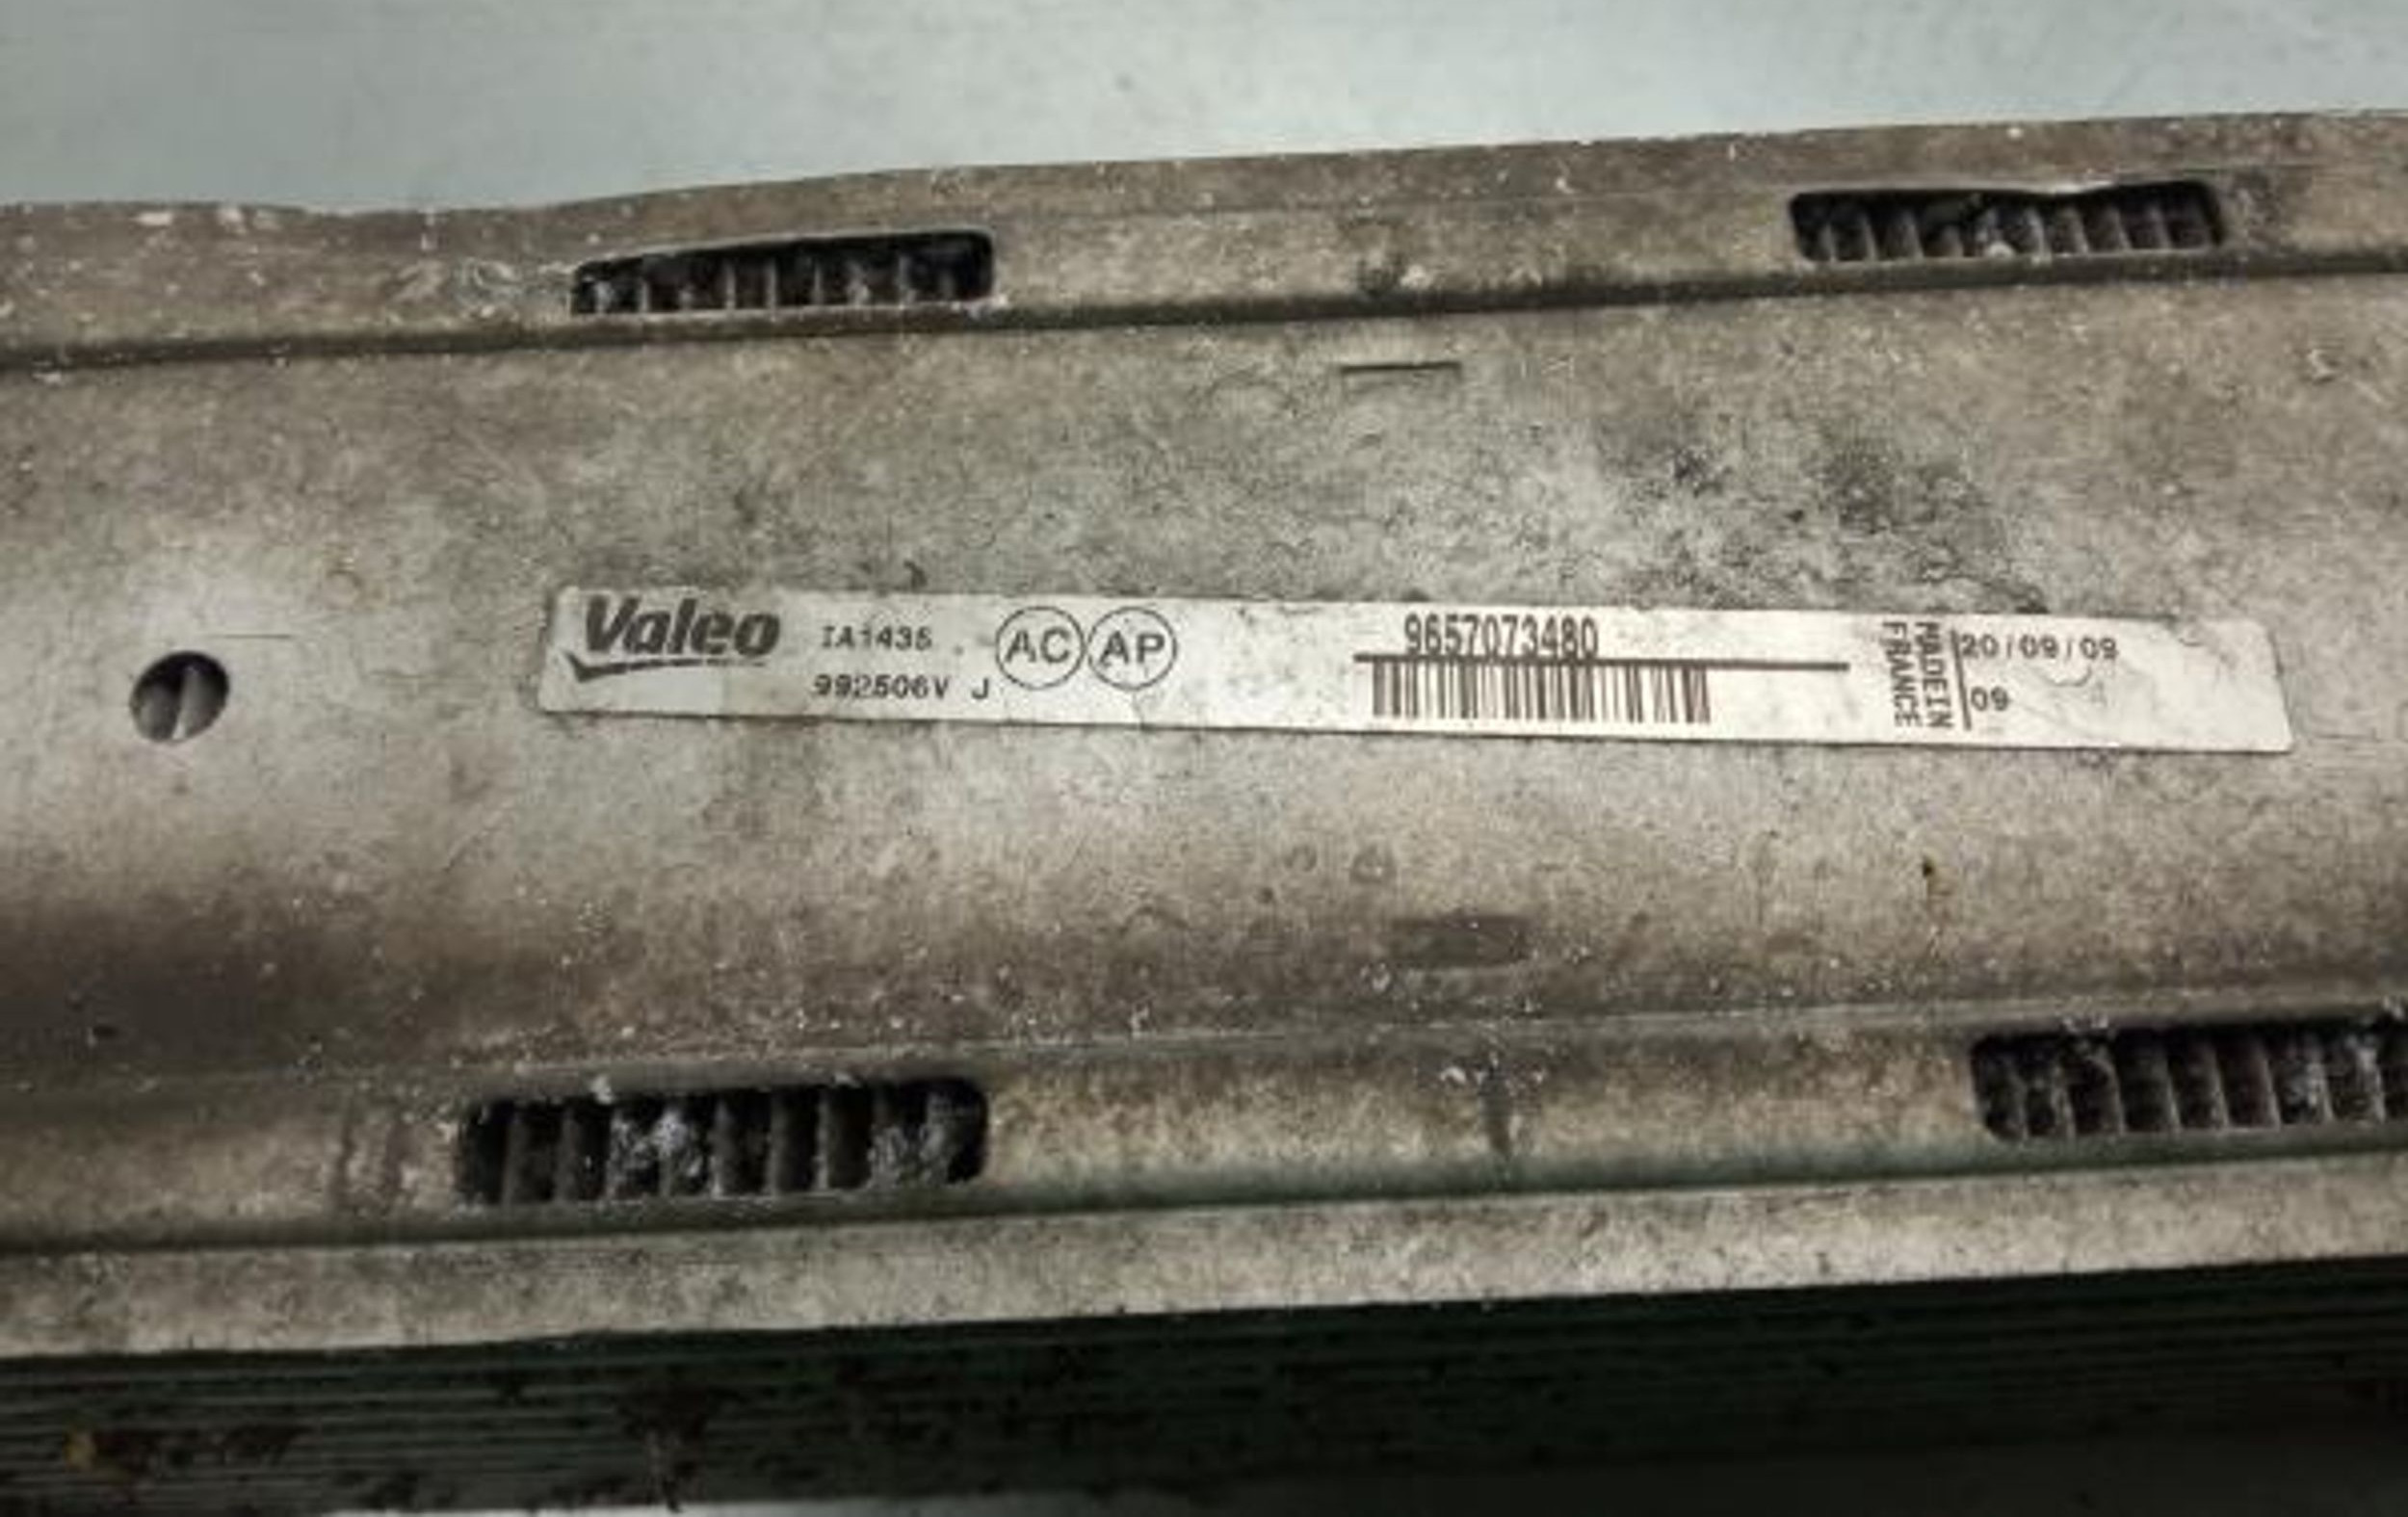 Valeo
IA1435
992506V J
AC AP
9657073480
MADE IN
FRANCE
20/09/09
09